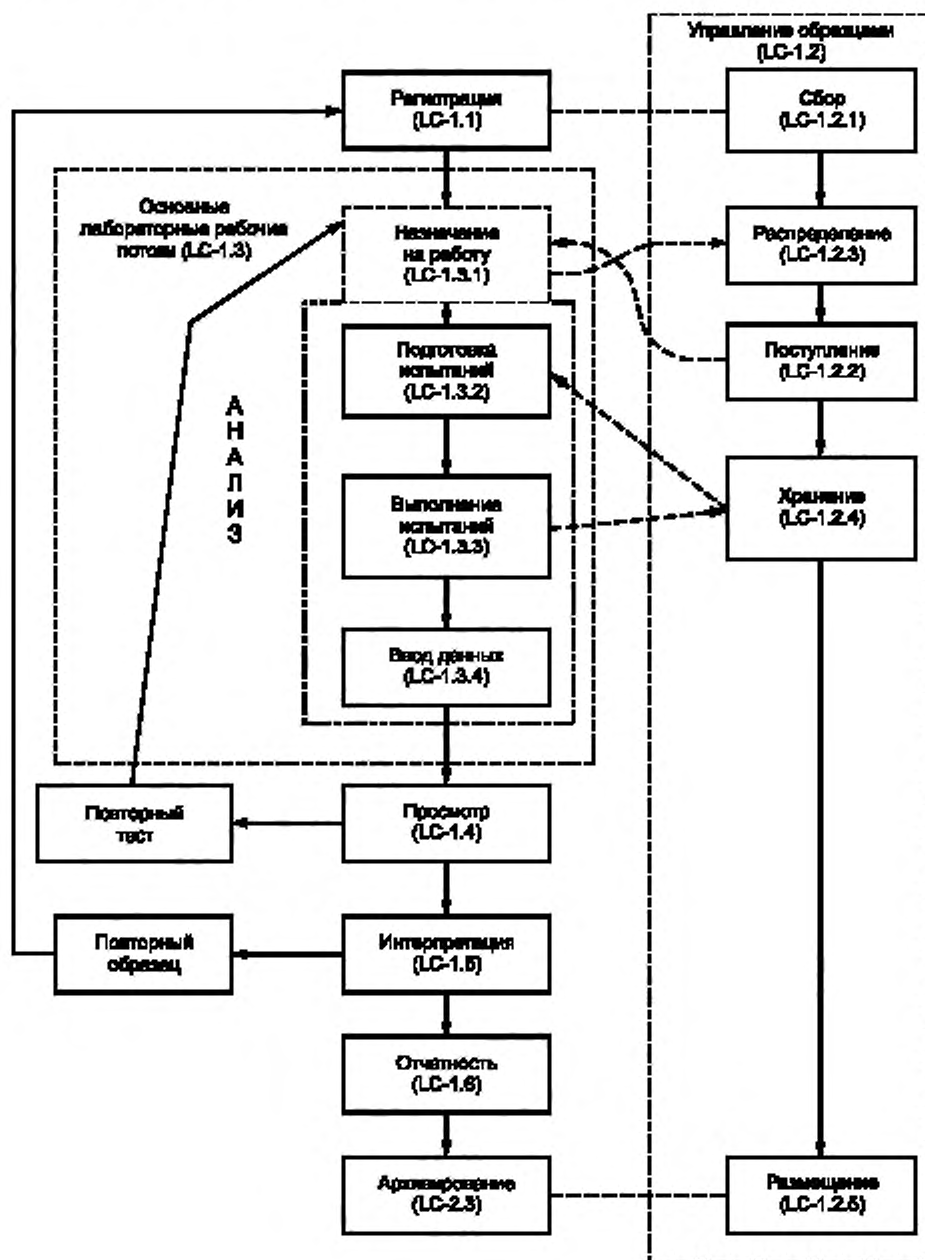 Управление образцами
(LC-1.2)
Регистрация
(LC-1.1)
Сбор
(LC-1.2.1)
Основные
лабораторные рабочие
потоки (LC-1.3)
Назначение
на работу
(LC-1.3.1)
Распределение
(LC-1.2.3)
Подготовка
испытаний
(LC-1.3.2)
Поступление
(LC-1.2.2)
А
Н
А
Л
И
З
Выполнение
испытаний
(LC-1.3.3)
Хранение
(LC-1.2.4)
Ввод данных
(LC-1.3.4)
Повторный
тест
Просмотр
(LC-1.4)
Повторный
образец
Интерпретация
(LC-1.5)
Отчетность
(LC-1.6)
Архивирование
(LC-2.3)
Размещение
(LC-1.2.5)